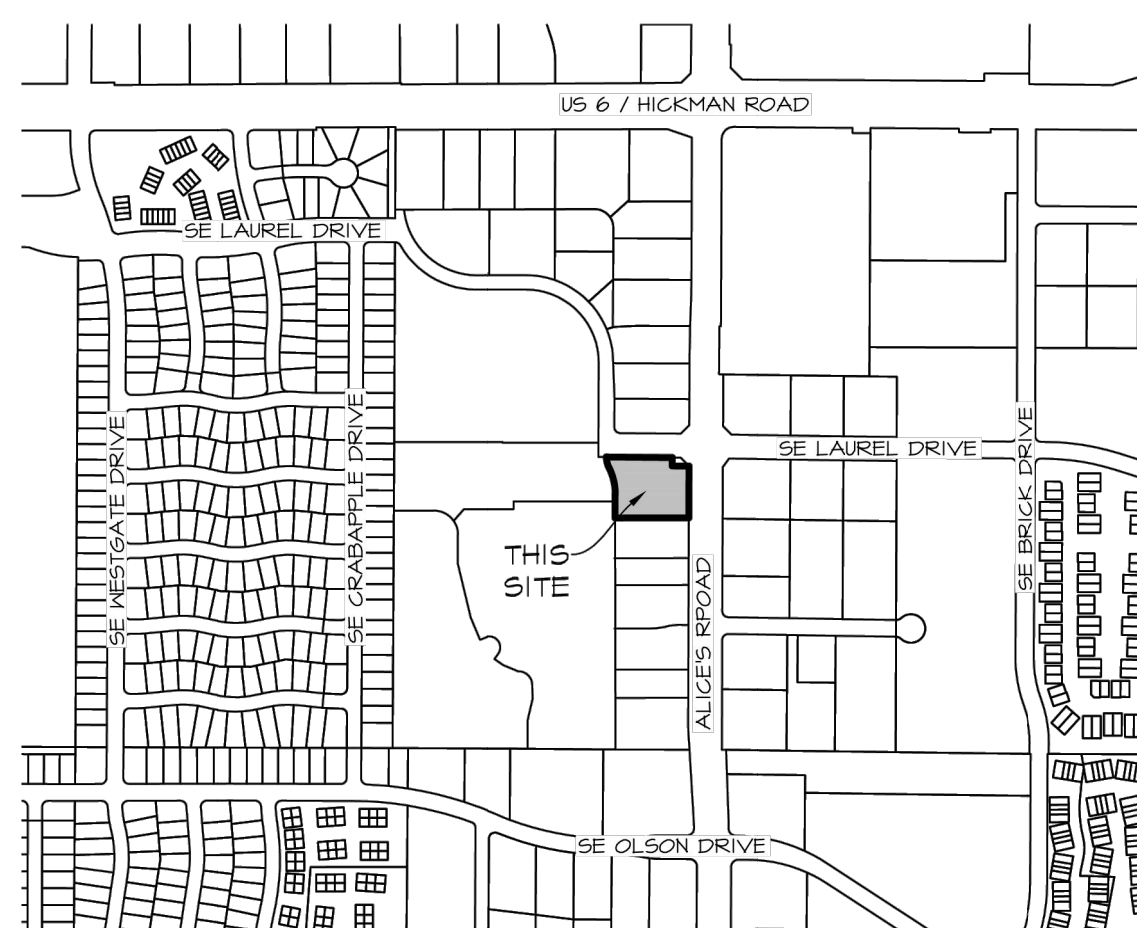 US 6 / HICKMAN ROAD
SE LAUREL DRIVE
SE LAUREL DRIVE
SE WESTGATE DRIVE
SE CRABAPPLE DRIVE
SE BRICK DRIVE
THIS
SITE
ALICE'S RPOAD
SE OLSON DRIVE